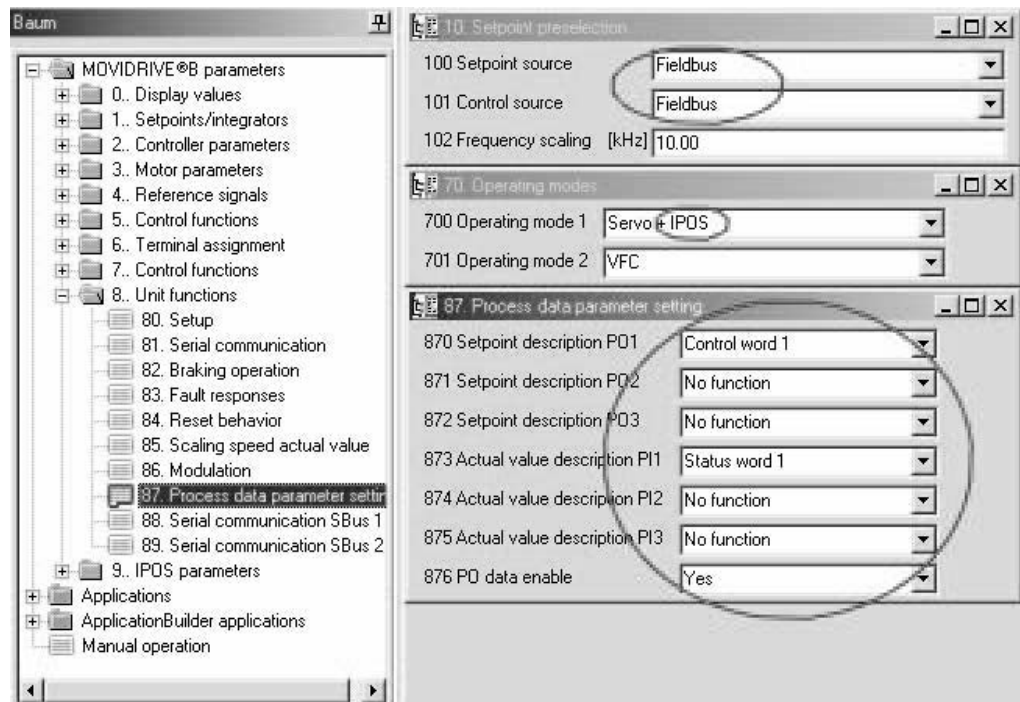 Baum
MOVIDRIVE®B parameters
0.. Display values
1.. Setpoints/integrators
2.. Controller parameters
3.. Motor parameters
4.. Reference signals
5.. Control functions
6.. Terminal assignment
7.. Control functions
8.. Unit functions
80. Setup
81. Serial communication
82. Braking operation
83. Fault responses
84. Reset behavior
85. Scaling speed actual value
86. Modulation
87. Process data parameter settin
88. Serial communication SBus 1
89. Serial communication SBus 2
9.. IPOS parameters
Applications
ApplicationBuilder applications
Manual operation
10. Setpoint preselection
100 Setpoint source Fieldbus
101 Control source Fieldbus
102 Frequency scaling [kHz] 10.00
70. Operating modes
700 Operating mode 1 Servo + IPOS
701 Operating mode 2 VFC
87. Process data parameter setting
870 Setpoint description PO1 Control word 1
871 Setpoint description PO2 No function
872 Setpoint description PO3 No function
873 Actual value description PI1 Status word 1
874 Actual value description PI2 No function
875 Actual value description PI3 No function
876 PO data enable Yes